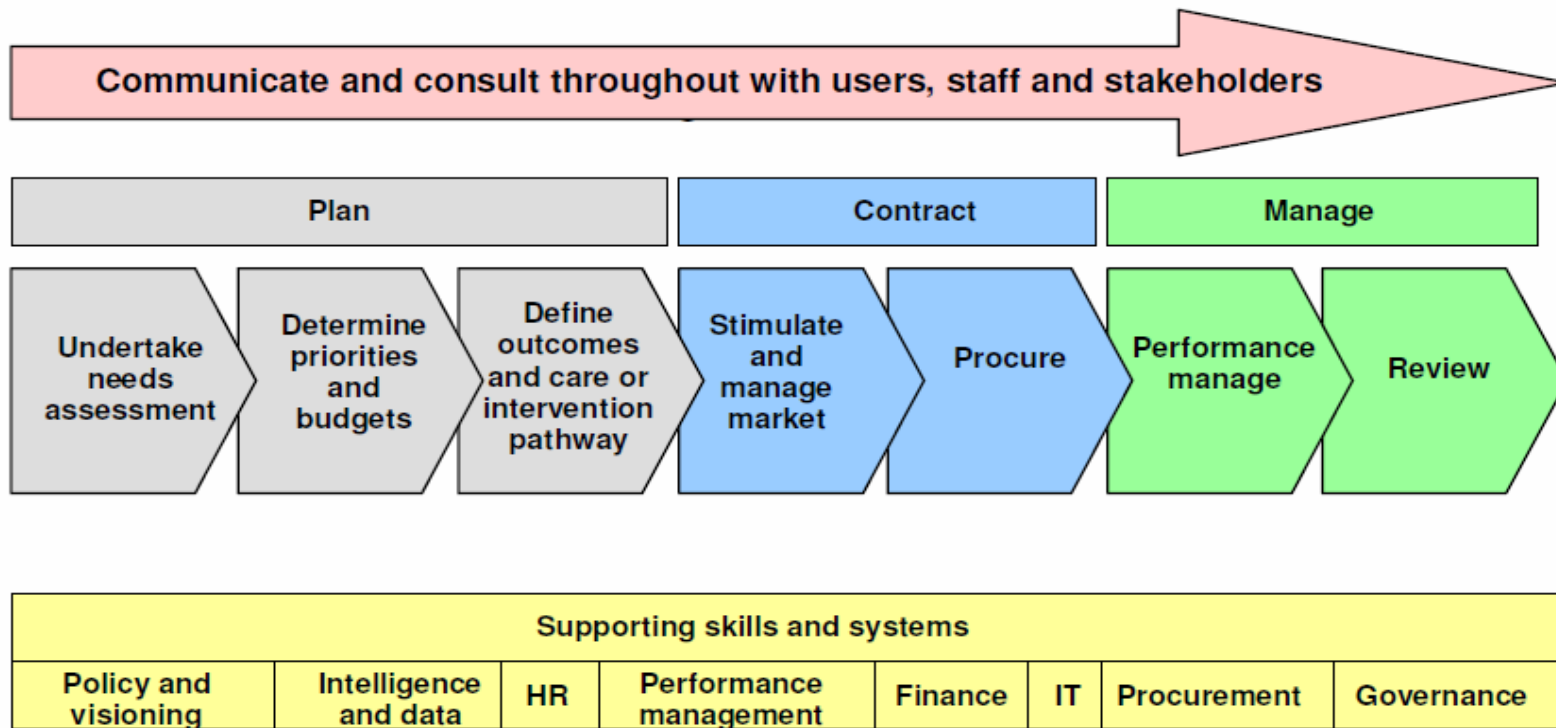 Communicate and consult throughout with users, staff and stakeholders
Plan
Contract
Manage
Undertake
needs
assessment
Determine
priorities
and
budgets
Define
outcomes
and care or
intervention
pathway
Stimulate
and
manage
market
Procure
Performance
manage
Review
Supporting skills and systems
Policy and
visioning
Intelligence
and data
HR
Performance
management
Finance
IT
Procurement
Governance